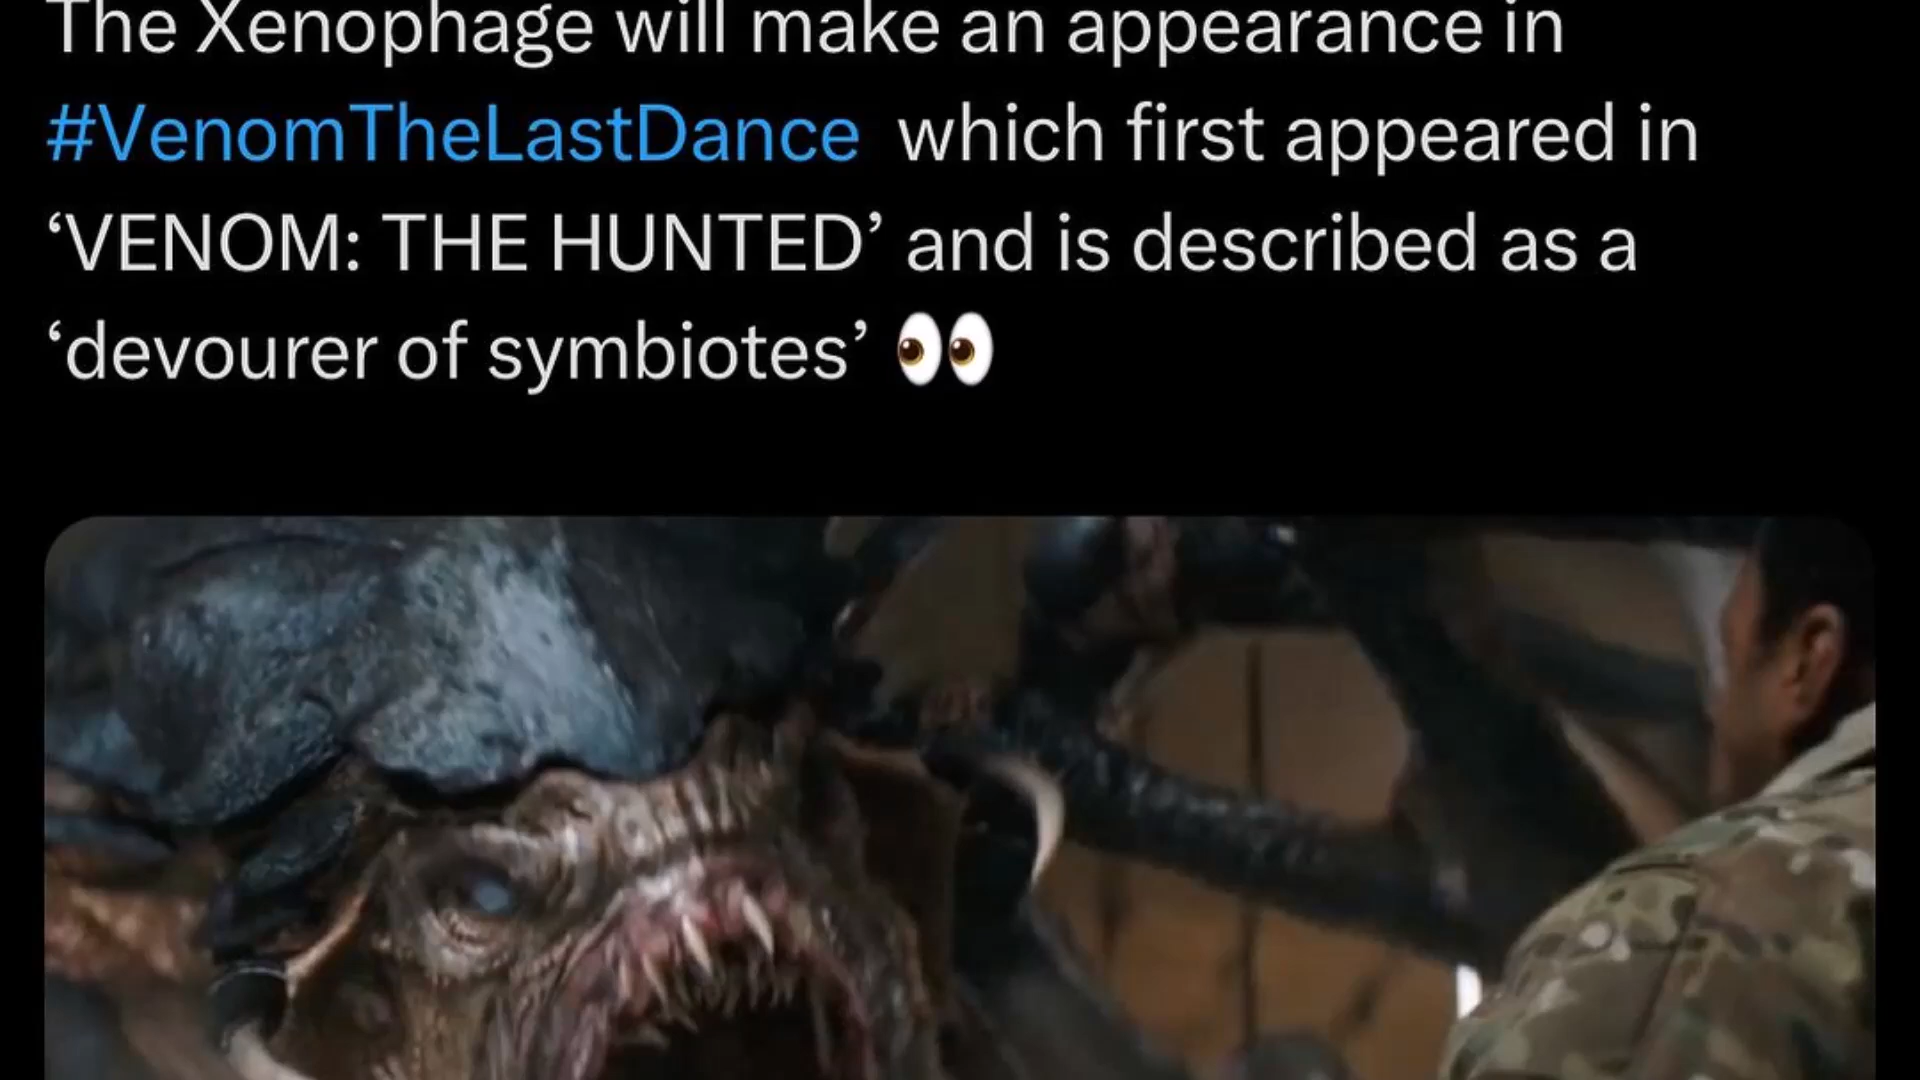 The Xenophage will make an appearance in
#VenomTheLastDance which first appeared in
‘VENOM: THE HUNTED’ and is described as a
‘devourer of symbiotes’ 👀